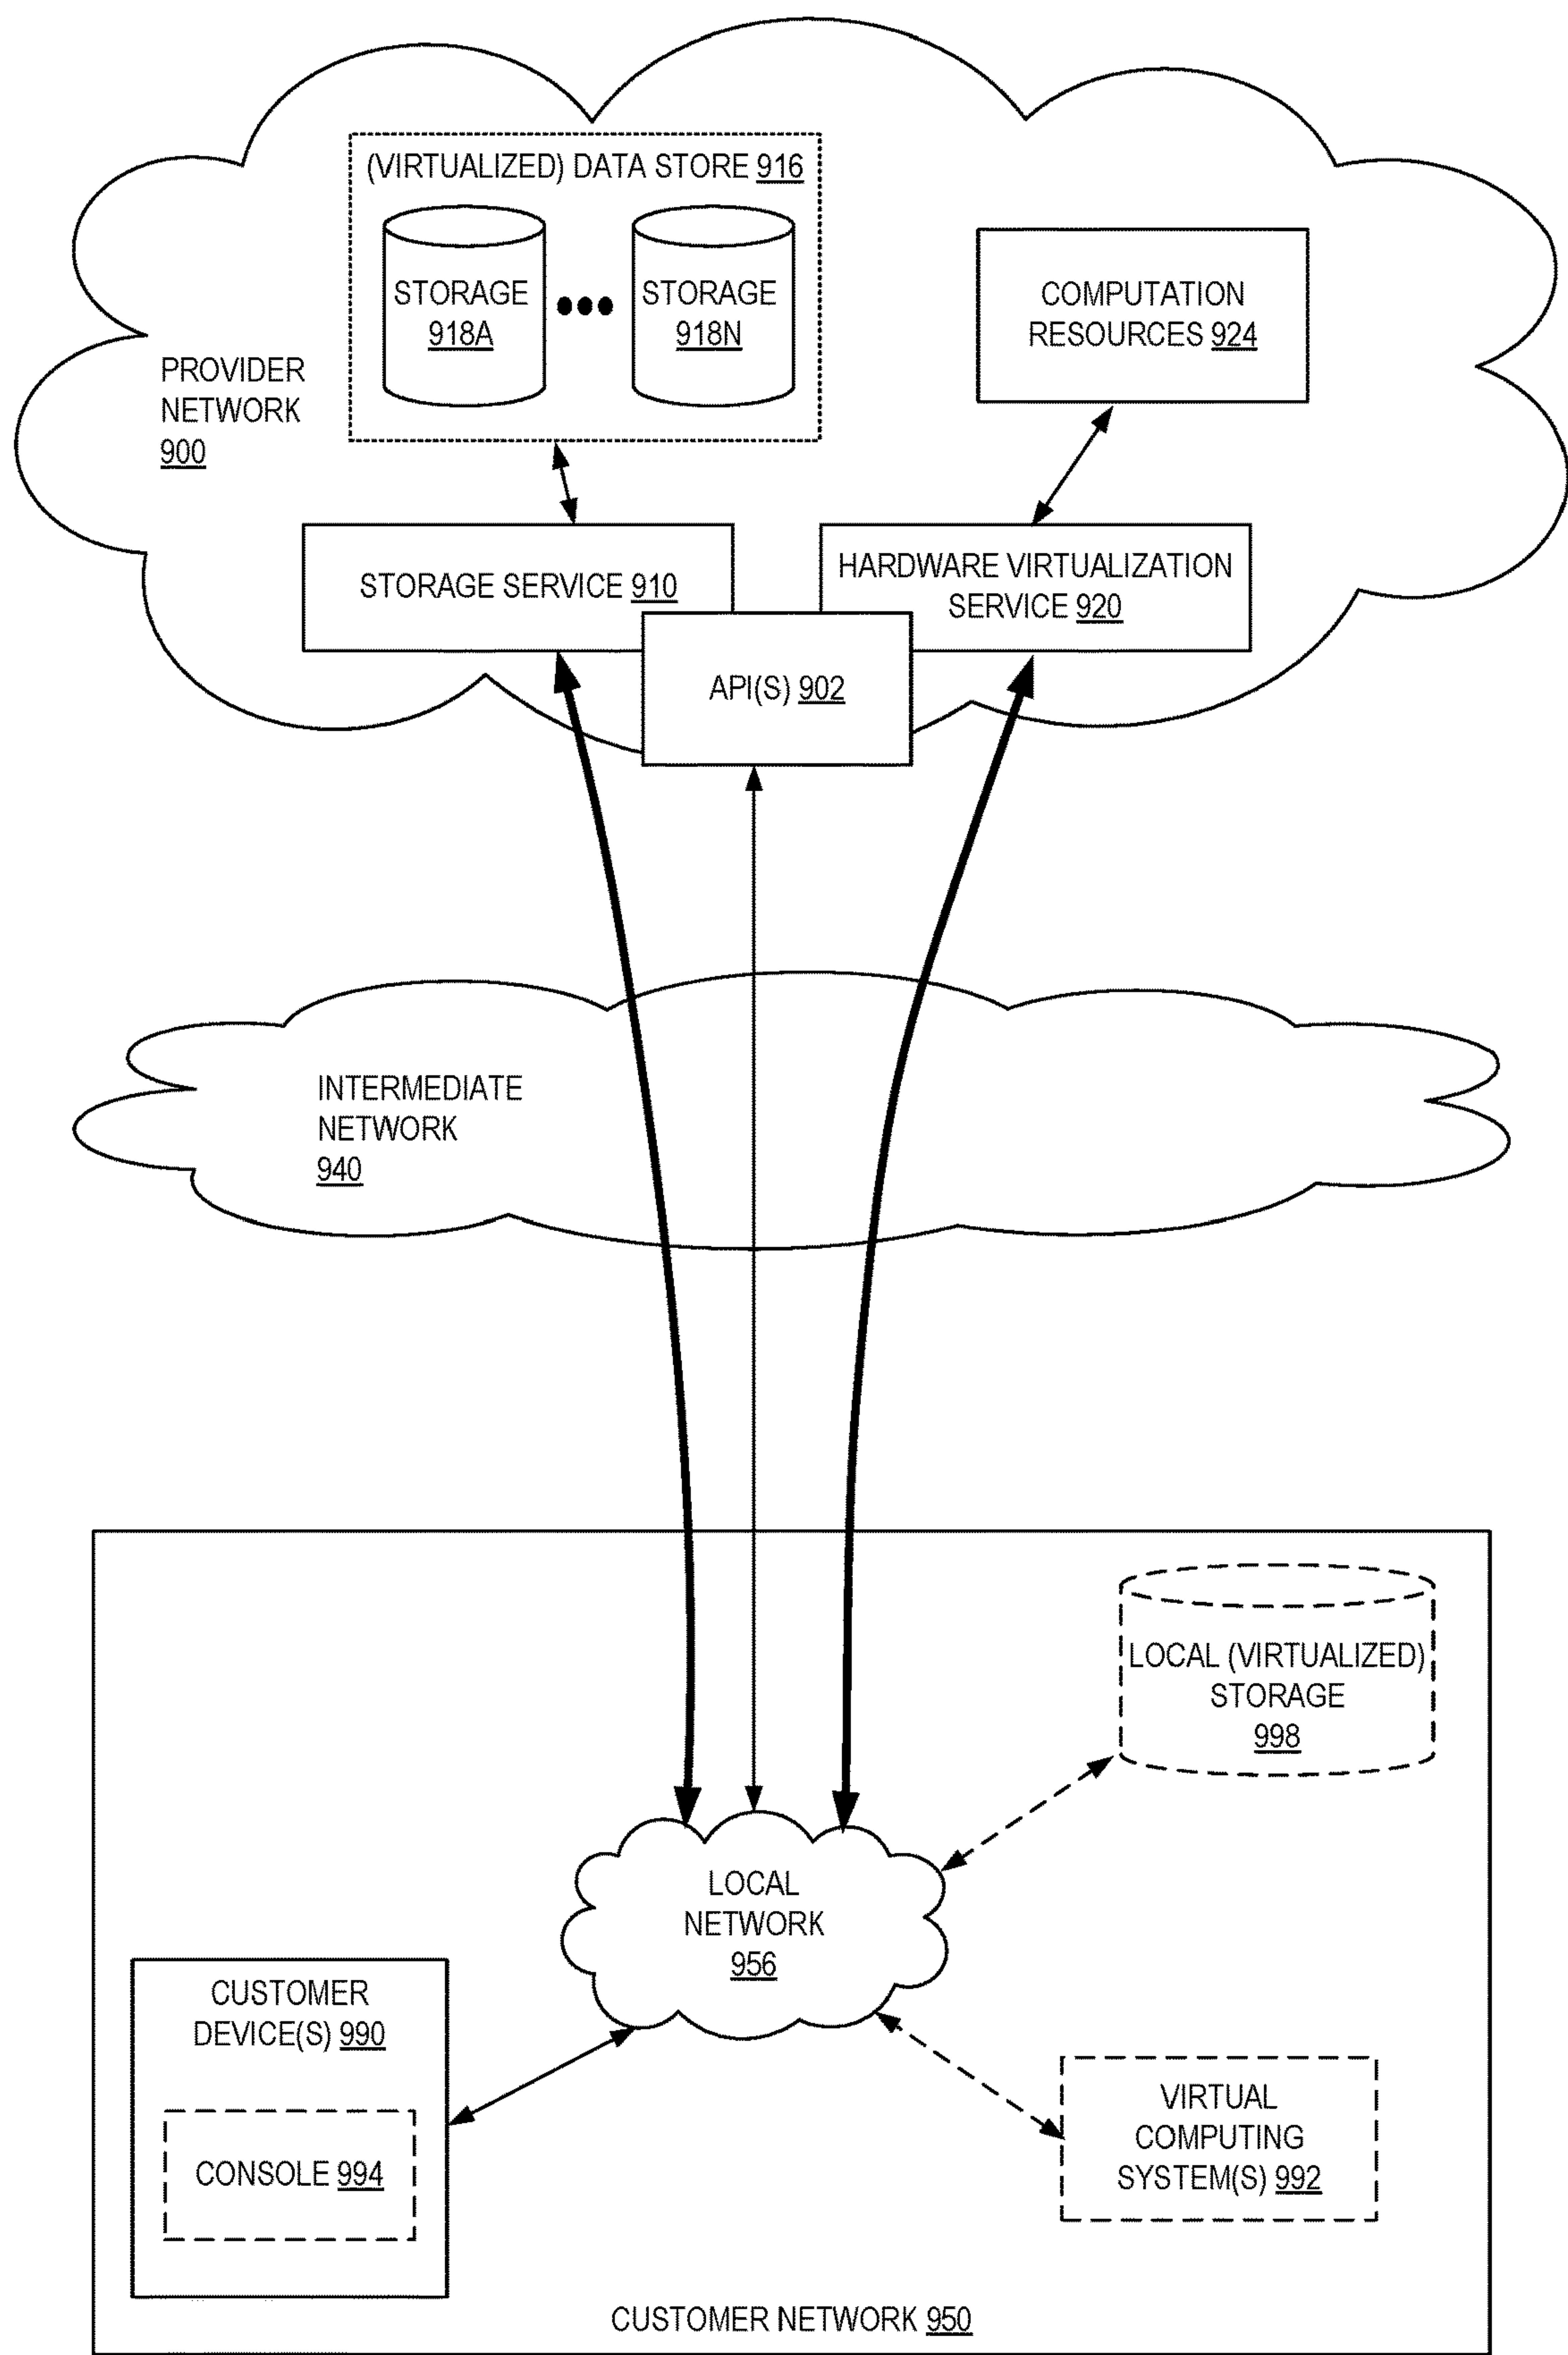 (VIRTUALIZED) DATA STORE 916
STORAGE
918A
STORAGE
918N
COMPUTATION
RESOURCES 924
PROVIDER
NETWORK
900
STORAGE SERVICE 910
HARDWARE VIRTUALIZATION
SERVICE 920
API(S) 902
INTERMEDIATE
NETWORK
940
LOCAL (VIRTUALIZED)
STORAGE
998
LOCAL
NETWORK
956
CUSTOMER
DEVICE(S) 990
CONSOLE 994
VIRTUAL
COMPUTING
SYSTEM(S) 992
CUSTOMER NETWORK 950